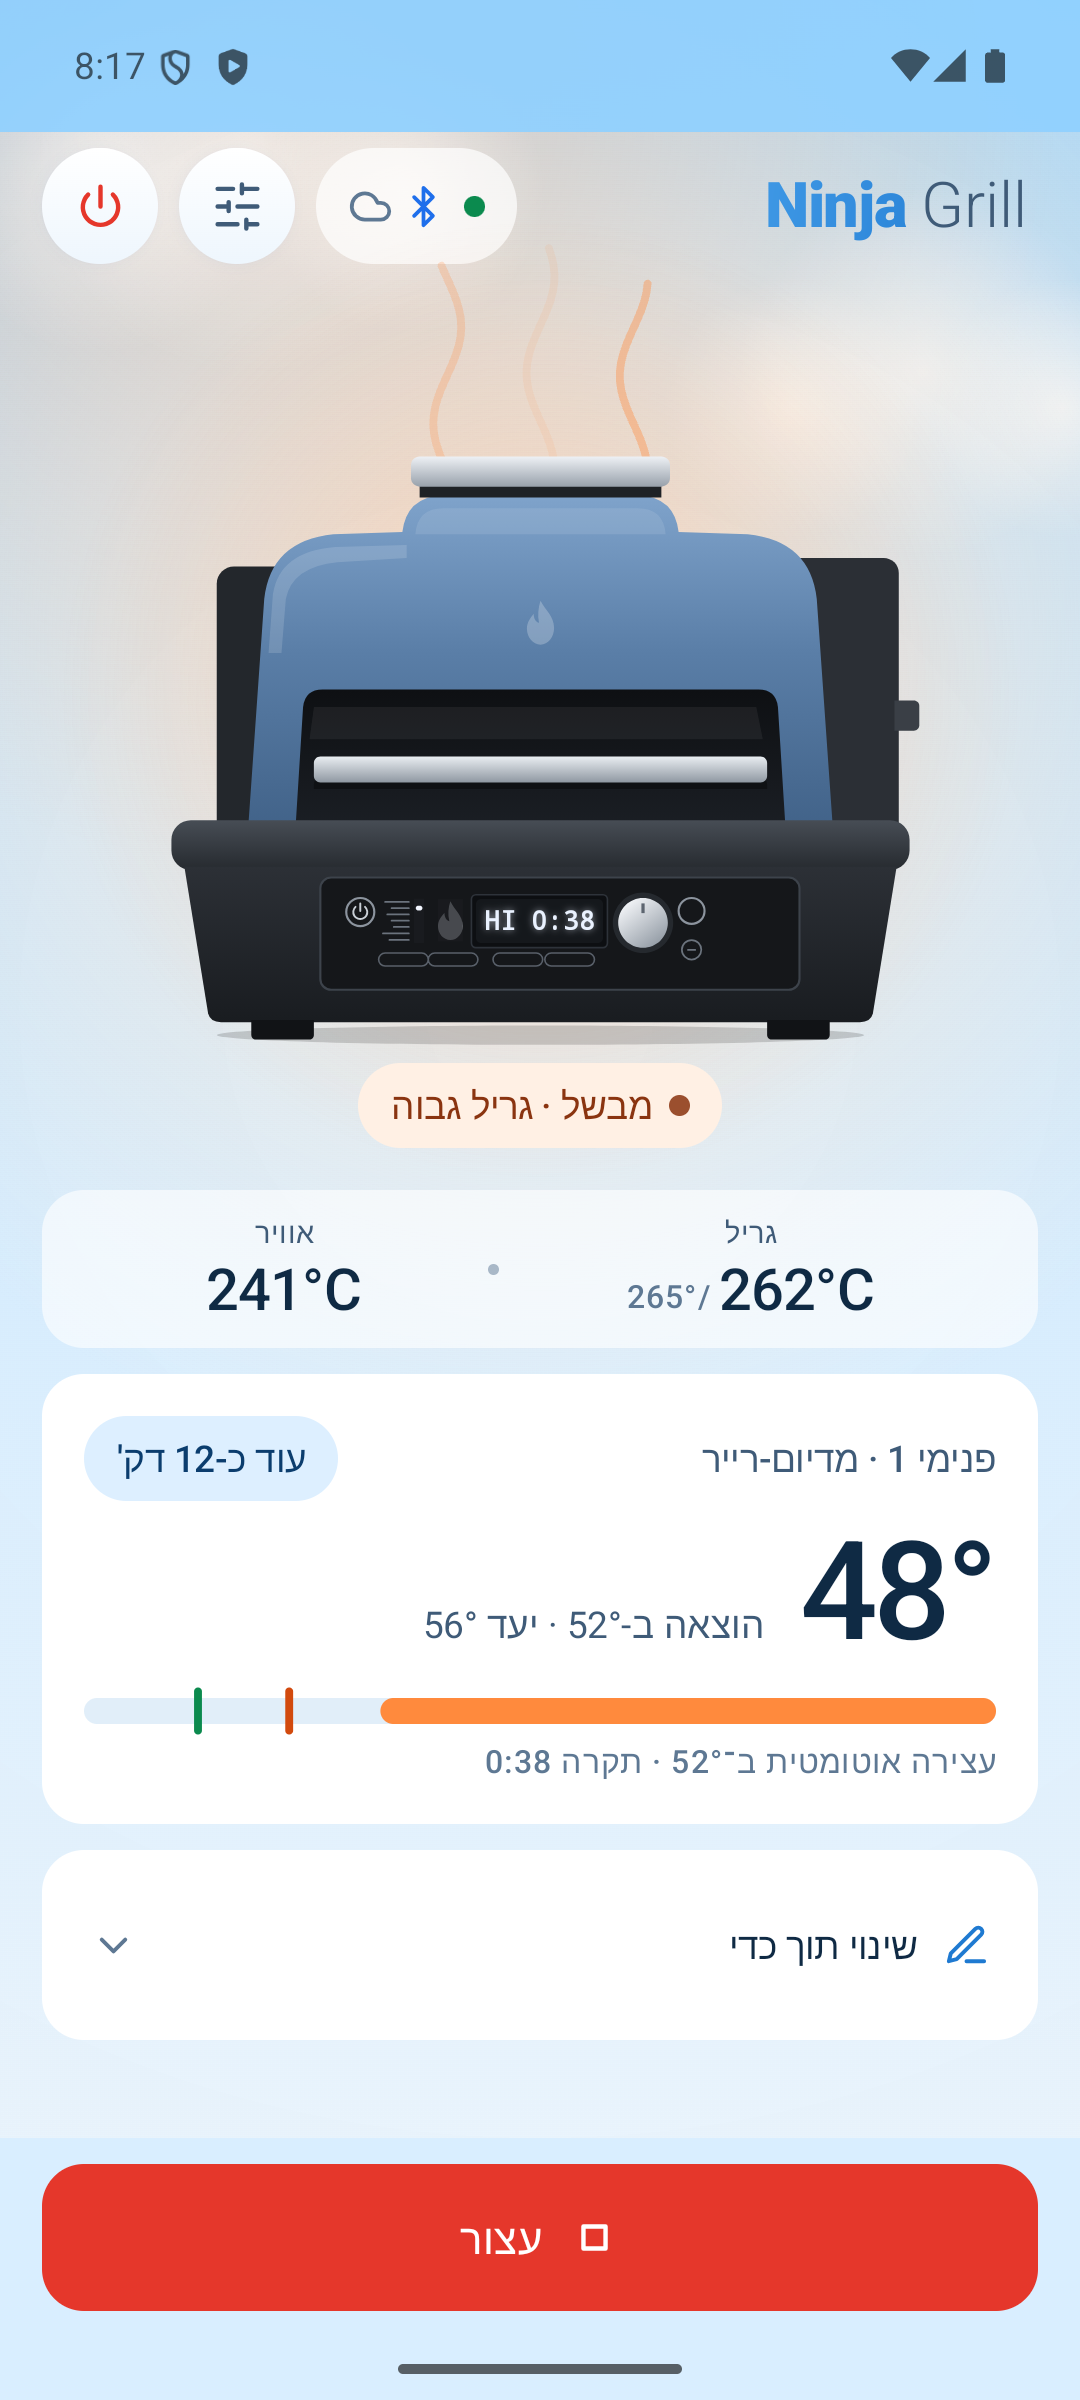 8:17
Ninja Grill
HI 0:38
מבשל · גריל גבוה
גריל
262°C /265°
אוויר
241°C
פנימי 1 · מדיום-רייר
עוד כ-12 דק'
48°
הוצאה ב-52° · יעד 56°
עצירה אוטומטית ב־52° · תקרה 0:38
שינוי תוך כדי
עצור